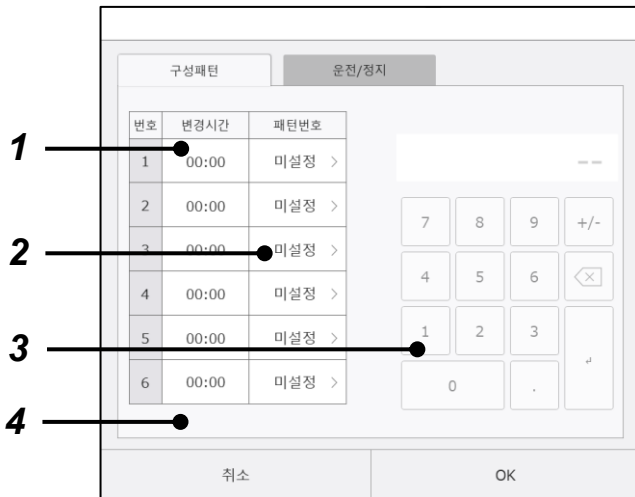 구성패턴 운전/정지
번호 변경시간 패턴번호
1 00:00 미설정 >
2 00:00 미설정 >
3 00:00 미설정 >
4 00:00 미설정 >
5 00:00 미설정 >
6 00:00 미설정 >
--
7 8 9 +/-
4 5 6
1 2 3
0 .
취소 OK
1
2
3
4